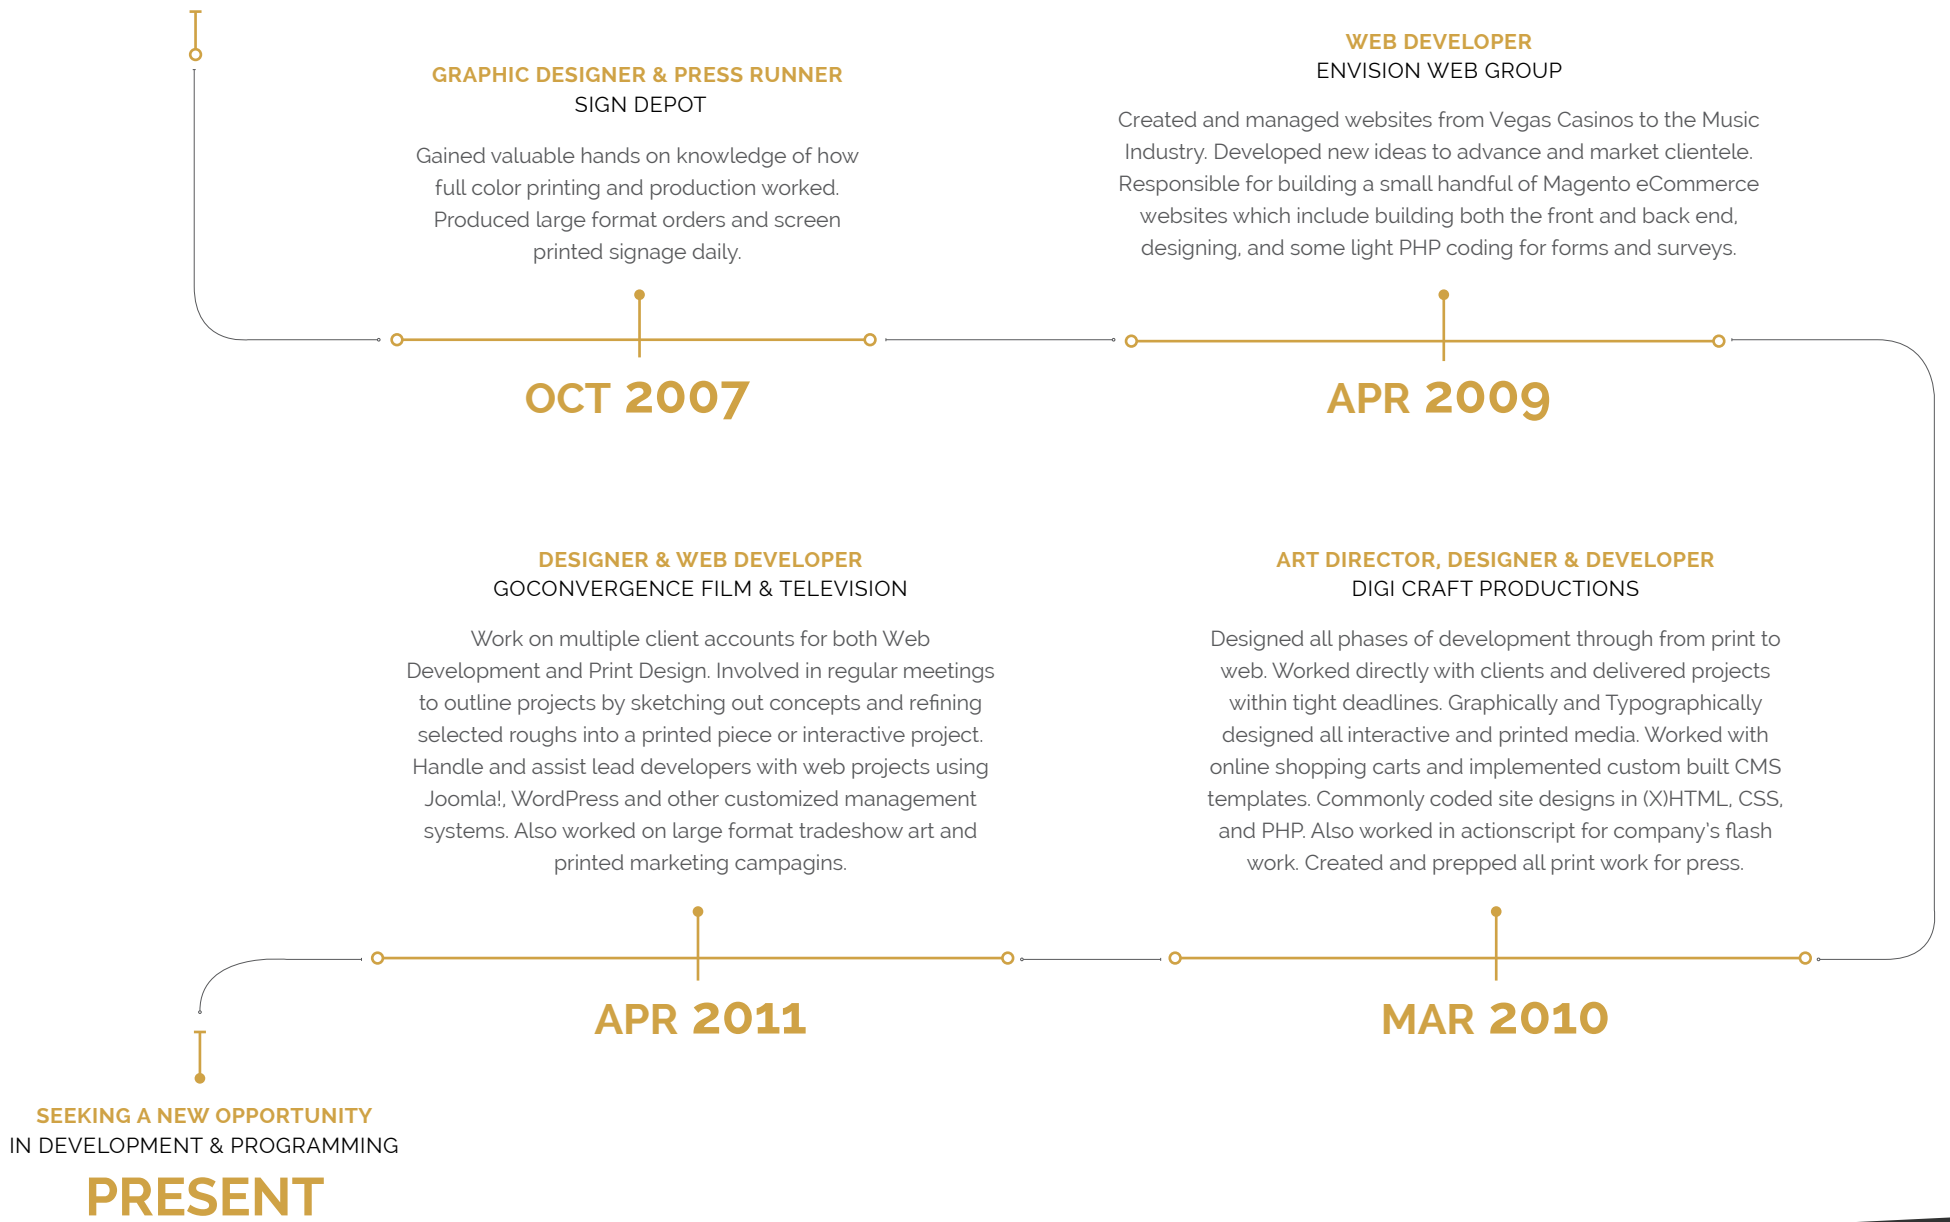 GRAPHIC DESIGNER & PRESS RUNNER
SIGN DEPOT
Gained valuable hands on knowledge of how
full color printing and production worked.
Produced large format orders and screen
printed signage daily.
OCT 2007
WEB DEVELOPER
ENVISION WEB GROUP
Created and managed websites from Vegas Casinos to the Music
Industry. Developed new ideas to advance and market clientele.
Responsible for building a small handful of Magento eCommerce
websites which include building both the front and back end,
designing, and some light PHP coding for forms and surveys.
APR 2009
ART DIRECTOR, DESIGNER & DEVELOPER
DIGI CRAFT PRODUCTIONS
Designed all phases of development through from print to
web. Worked directly with clients and delivered projects
within tight deadlines. Graphically and Typographically
designed all interactive and printed media. Worked with
online shopping carts and implemented custom built CMS
templates. Commonly coded site designs in (X)HTML, CSS,
and PHP. Also worked in actionscript for company's flash
work. Created and prepped all print work for press.
MAR 2010
DESIGNER & WEB DEVELOPER
GOCONVERGENCE FILM & TELEVISION
Work on multiple client accounts for both Web
Development and Print Design. Involved in regular meetings
to outline projects by sketching out concepts and refining
selected roughs into a printed piece or interactive project.
Handle and assist lead developers with web projects using
Joomla!, WordPress and other customized management
systems. Also worked on large format tradeshow art and
printed marketing campagins.
APR 2011
SEEKING A NEW OPPORTUNITY
IN DEVELOPMENT & PROGRAMMING
PRESENT